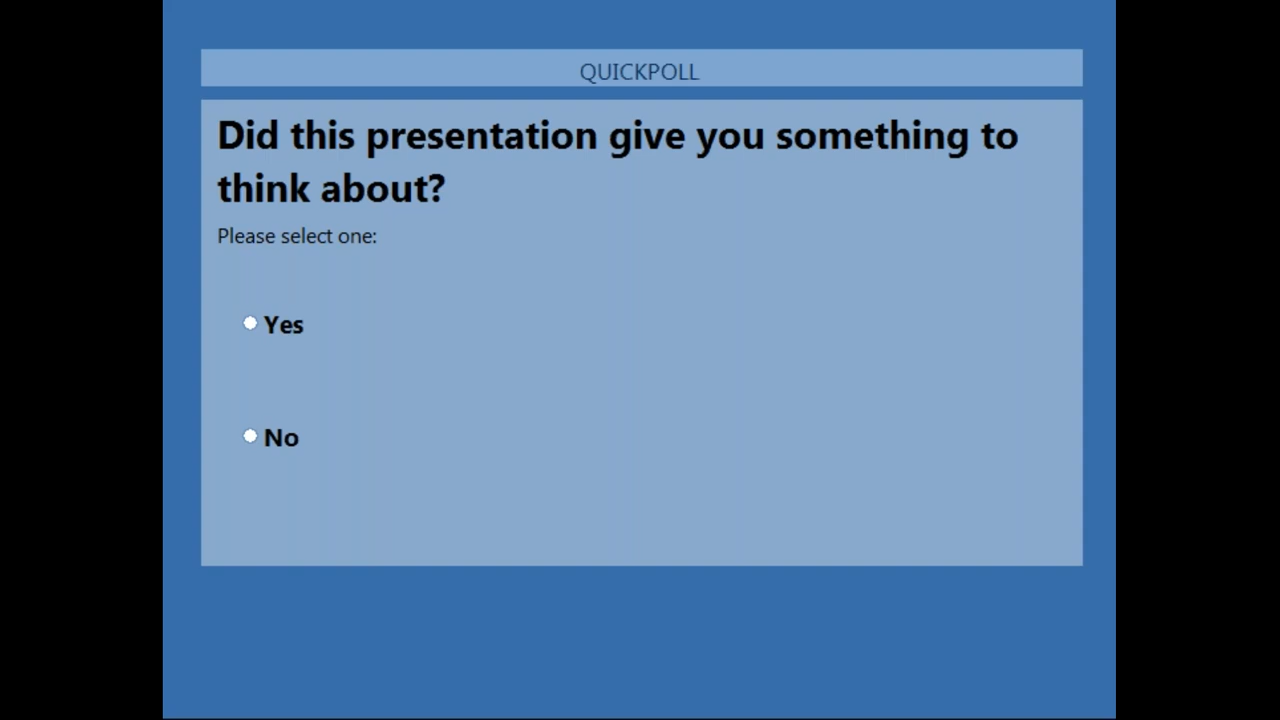 QUICKPOLL
Did this presentation give you something to
think about?
Please select one:
Yes
No